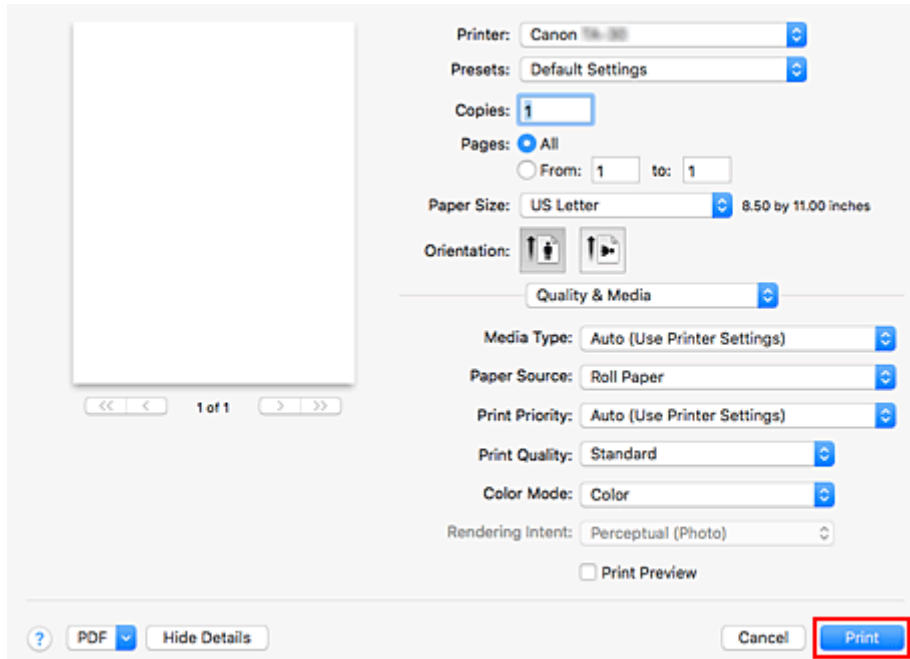 Printer: Canon
Presets: Default Settings
Copies: 1
Pages: All
From: 1 to: 1
Paper Size: US Letter 8.50 by 11.00 inches
Orientation:
Quality & Media
Media Type: Auto (Use Printer Settings)
Paper Source: Roll Paper
<< < 1 of 1 > >>
Print Priority: Auto (Use Printer Settings)
Print Quality: Standard
Color Mode: Color
Rendering Intent: Perceptual (Photo)
Print Preview
? PDF Hide Details Cancel Print